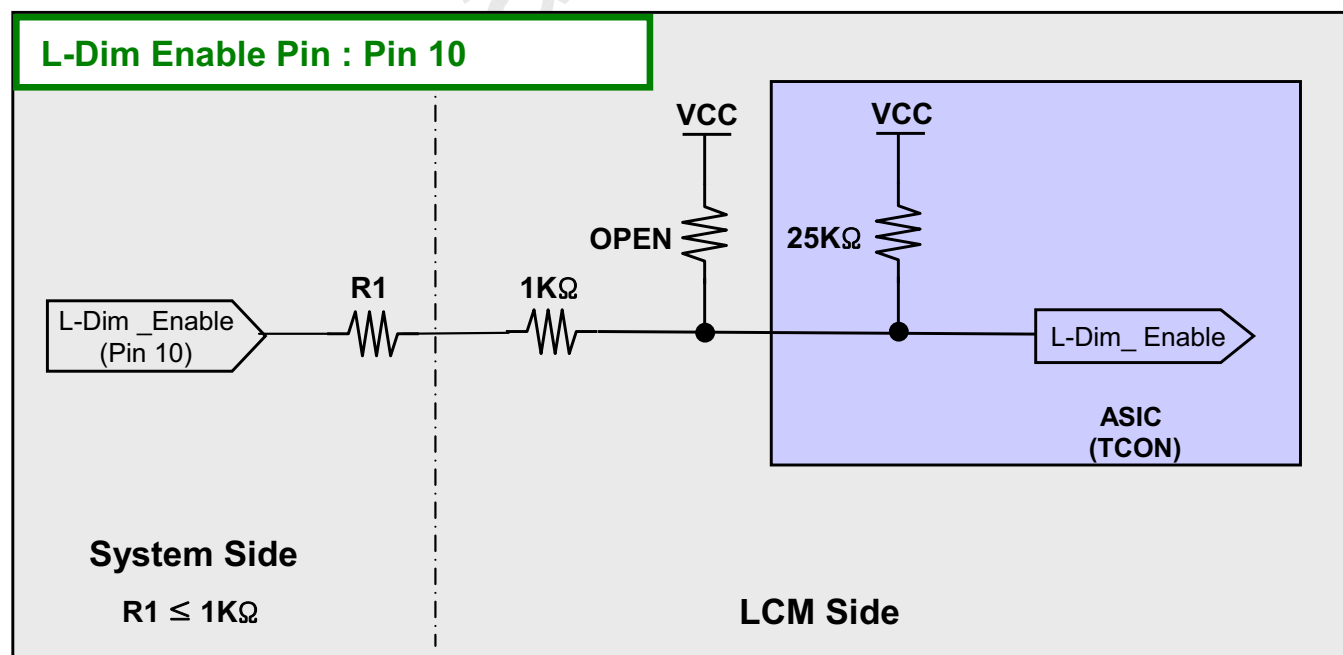 L-Dim Enable Pin : Pin 10
VCC
VCC
OPEN
25KΩ
R1
1KΩ
L-Dim _Enable
(Pin 10)
L-Dim_ Enable
ASIC
(TCON)
System Side
R1 ≤ 1KΩ
LCM Side